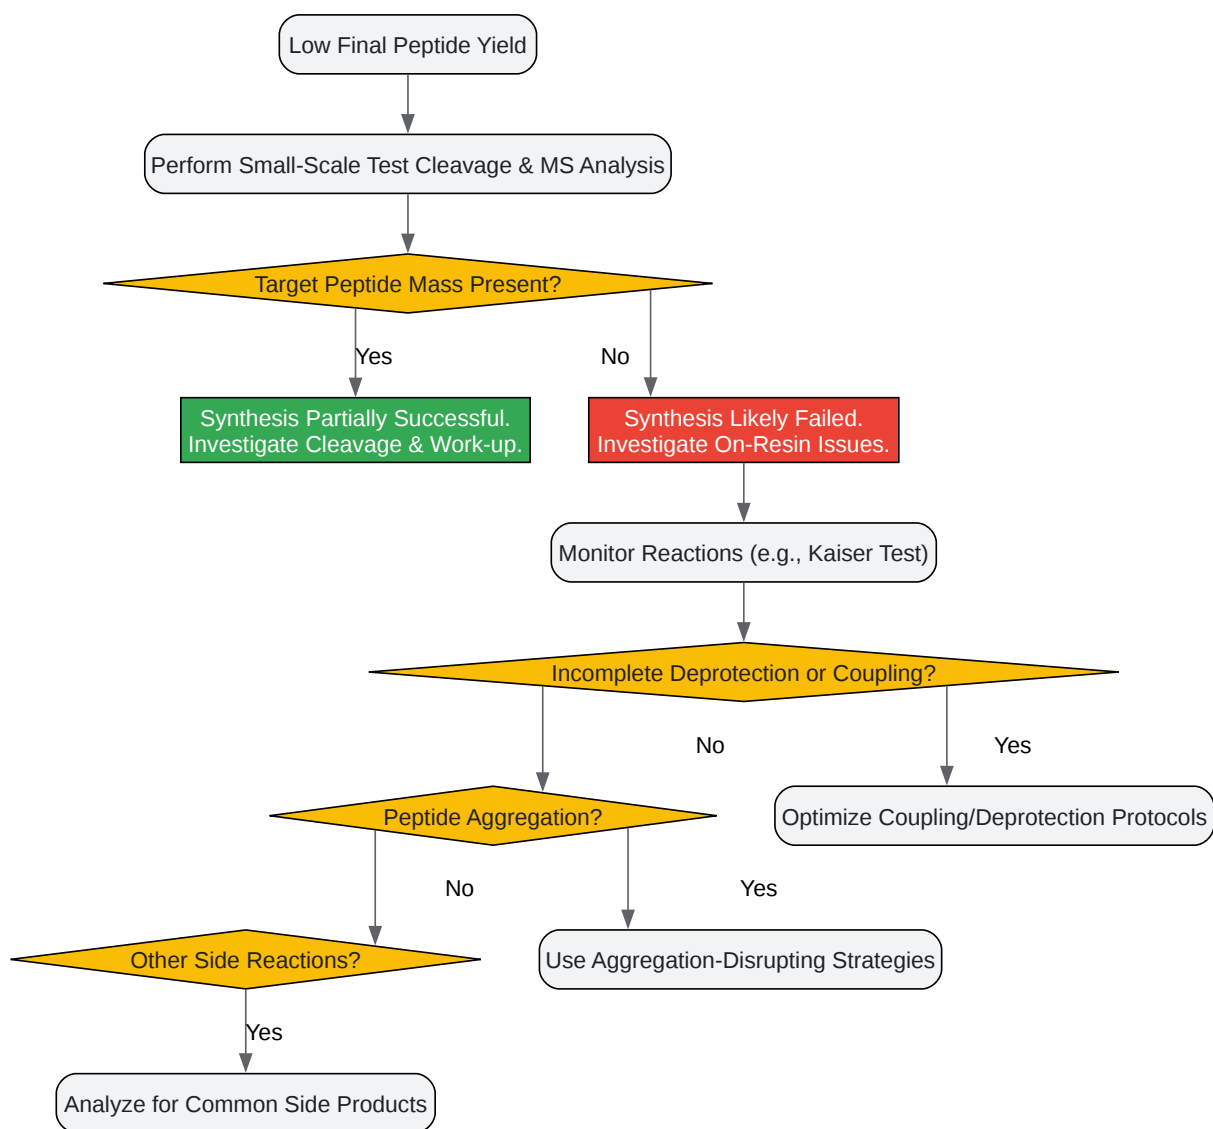 Low Final Peptide Yield
Perform Small-Scale Test Cleavage & MS Analysis
Target Peptide Mass Present?
Yes
No
Synthesis Partially Successful.
Investigate Cleavage & Work-up.
Synthesis Likely Failed.
Investigate On-Resin Issues.
Monitor Reactions (e.g., Kaiser Test)
Incomplete Deprotection or Coupling?
No
Yes
Peptide Aggregation?
Optimize Coupling/Deprotection Protocols
No
Yes
Other Side Reactions?
Use Aggregation-Disrupting Strategies
Yes
Analyze for Common Side Products